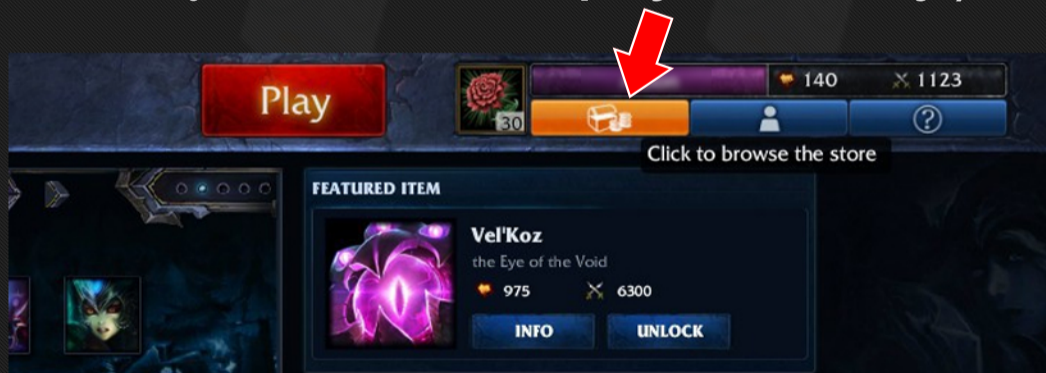 Play
30
140
1123
?
Click to browse the store
FEATURED ITEM
Vel'Koz
the Eye of the Void
975
6300
INFO
UNLOCK